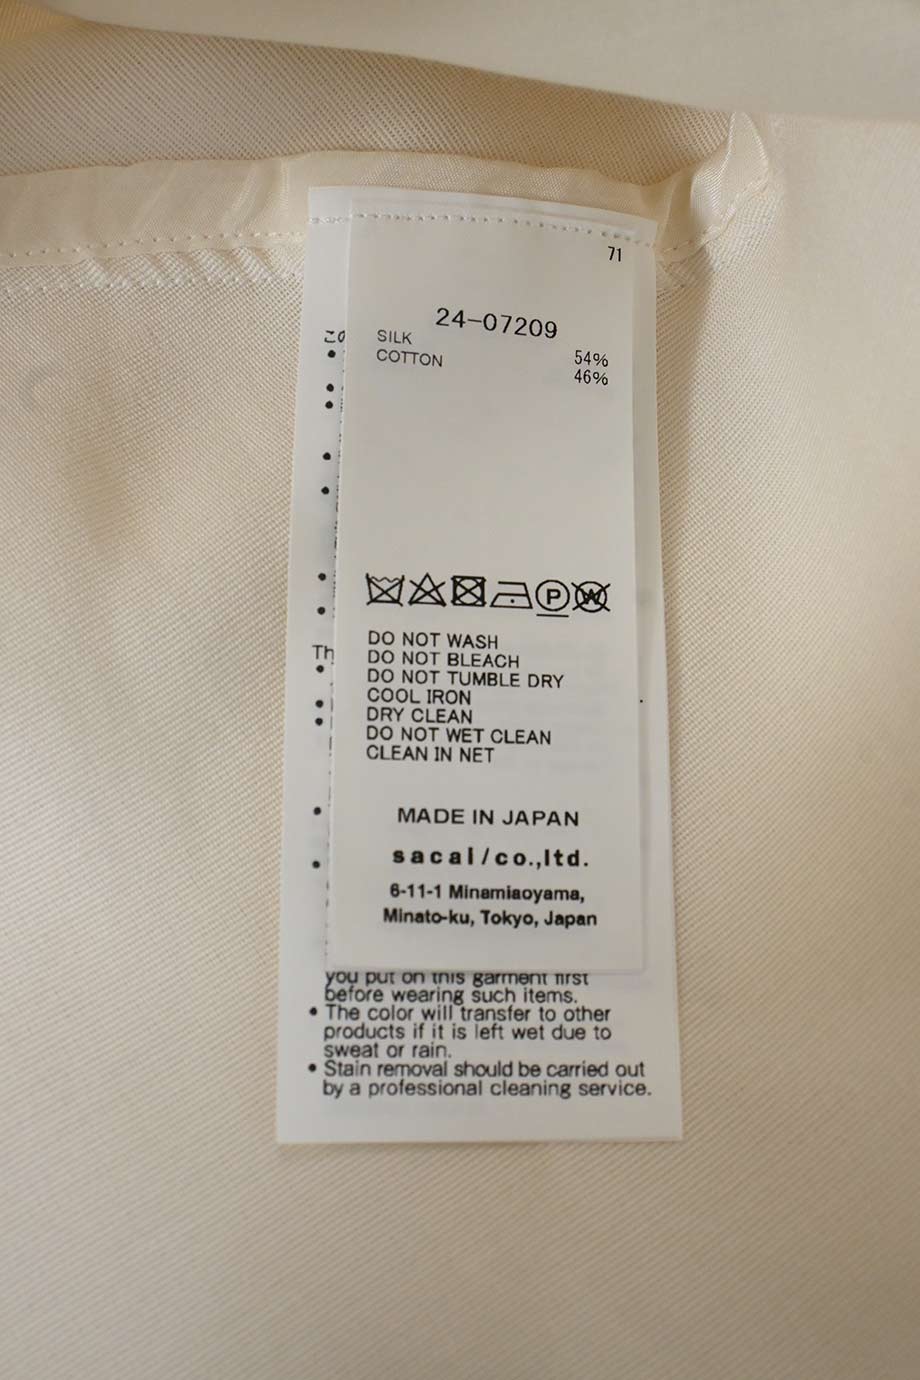 71
24-07209
SILK 54%
COTTON 46%
P
W
DO NOT WASH
DO NOT BLEACH
DO NOT TUMBLE DRY
COOL IRON
DRY CLEAN
DO NOT WET CLEAN
CLEAN IN NET
MADE IN JAPAN
sacai/co.,ltd.
6-11-1 Minamiaoyama,
Minato-ku, Tokyo, Japan
この
Th
you put on this garment first
before wearing such items.
• The color will transfer to other
products if it is left wet due to
sweat or rain.
• Stain removal should be carried out
by a professional cleaning service.